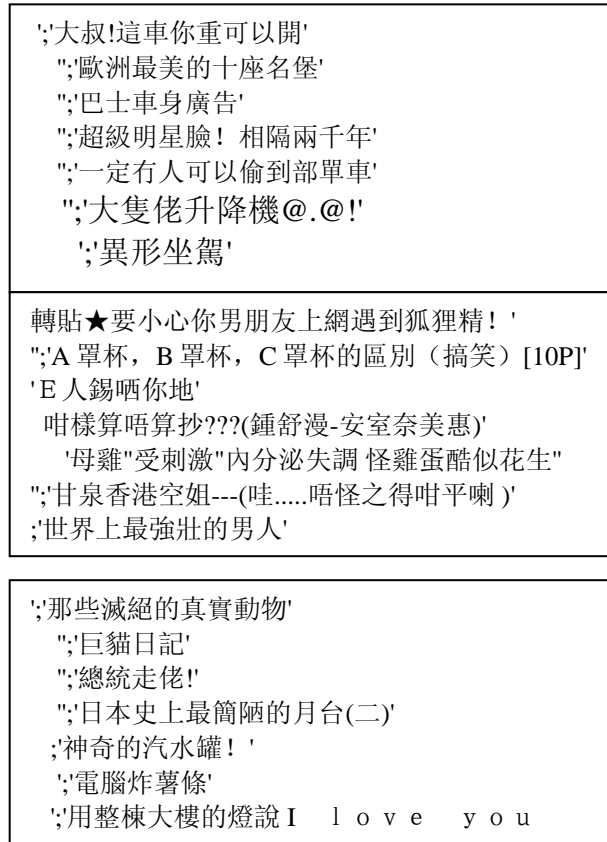 ';'大叔!這車你重可以開'
'';'歐洲最美的十座名堡'
'';'巴士車身廣告'
'';'超級明星臉！相隔兩千年'
'';'一定冇人可以偷到部單車'
'';'大隻佬升降機@.@!'
';'異形坐駕'
轉貼★要小心你男朋友上網遇到狐狸精！'
'';'A 罩杯，B 罩杯，C 罩杯的區別（搞笑）[10P]'
'Ｅ人錫哂你地'
咁樣算唔算抄???(鍾舒漫-安室奈美惠)'
'母雞"受刺激"內分泌失調 怪雞蛋酷似花生''
'';'甘泉香港空姐---(哇.....唔怪之得咁平喇 )'
;'世界上最強壯的男人'
';'那些滅絕的真實動物'
'';'巨貓日記'
'';'總統走佬!'
'';'日本史上最簡陋的月台(二)'
;'神奇的汽水罐！'
';'電腦炸薯條'
';'用整棟大樓的燈說 I　ｌｏｖｅ　ｙｏｕ